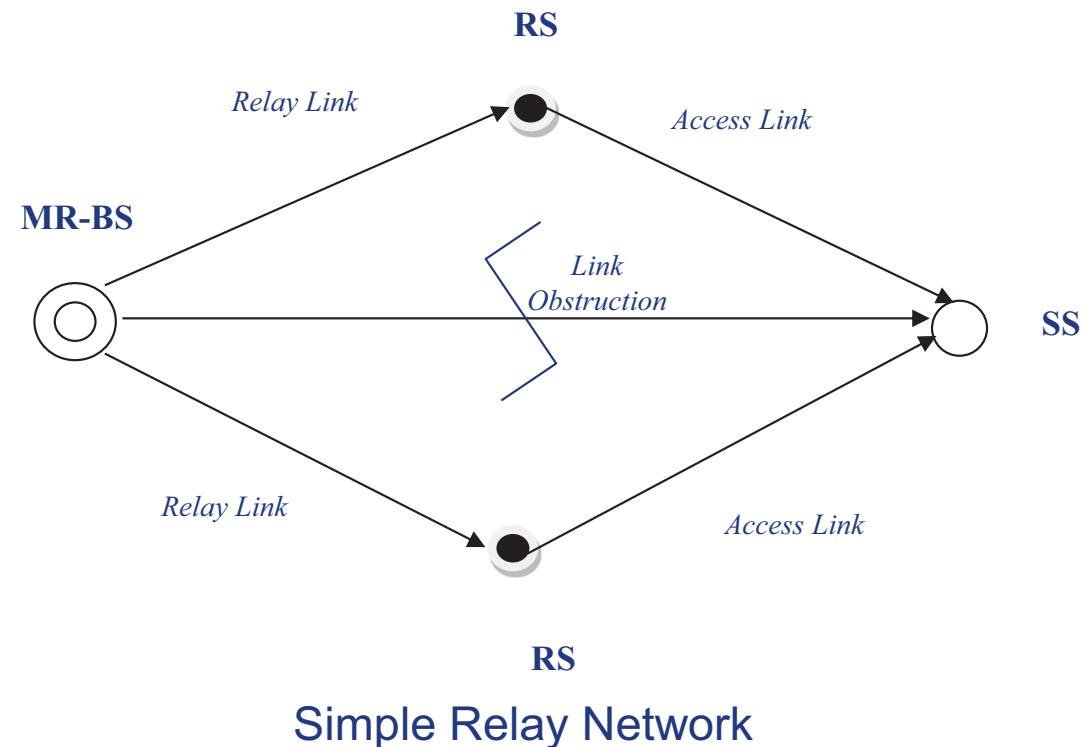 RS
Relay Link
Access Link
MR-BS
Link
Obstruction
SS
Relay Link
Access Link
RS
Simple Relay Network